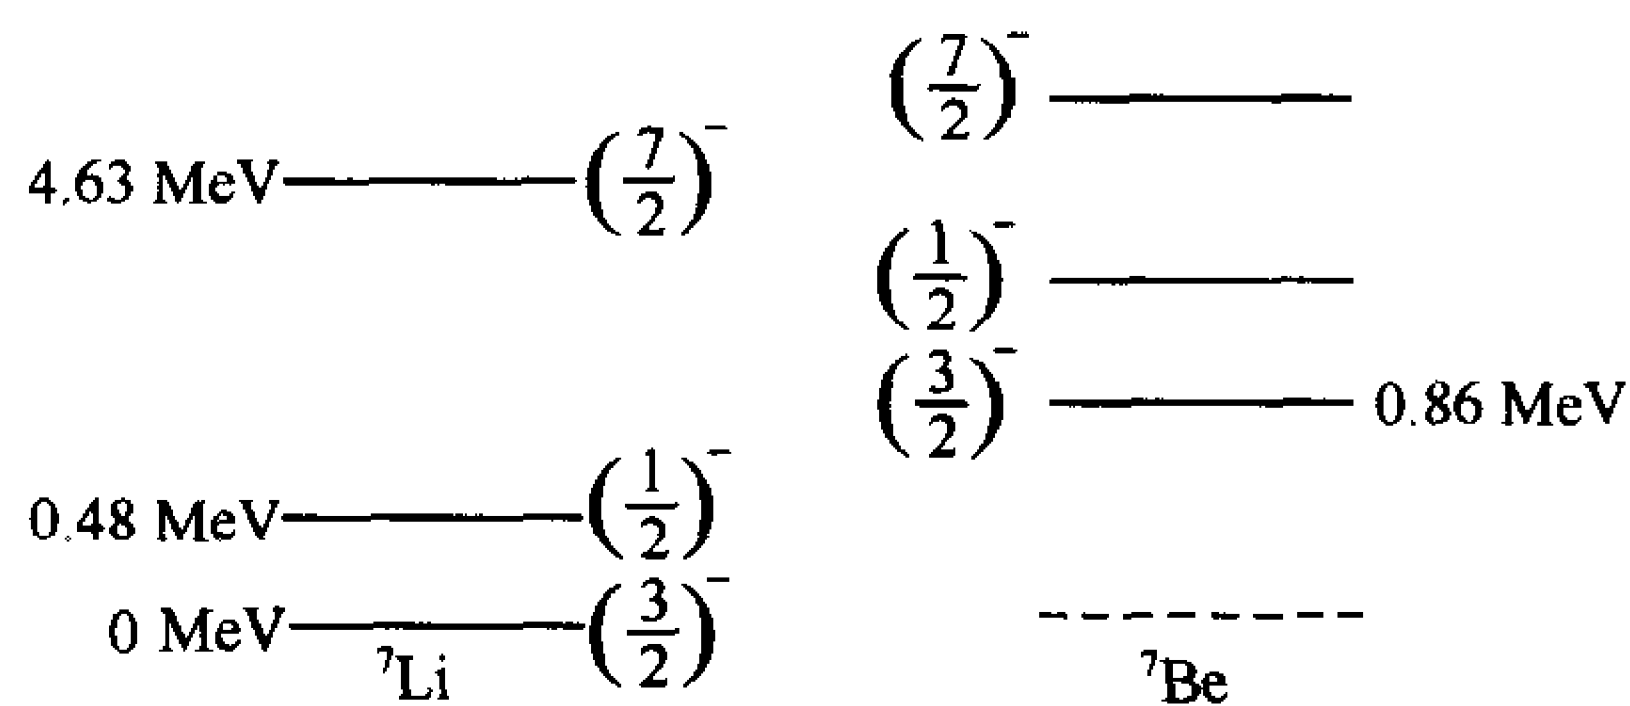 (7/2)⁻
4.63 MeV (7/2)⁻
(1/2)⁻
(3/2)⁻ 0.86 MeV
0.48 MeV (1/2)⁻
0 MeV (3/2)⁻
⁷Li ⁷Be